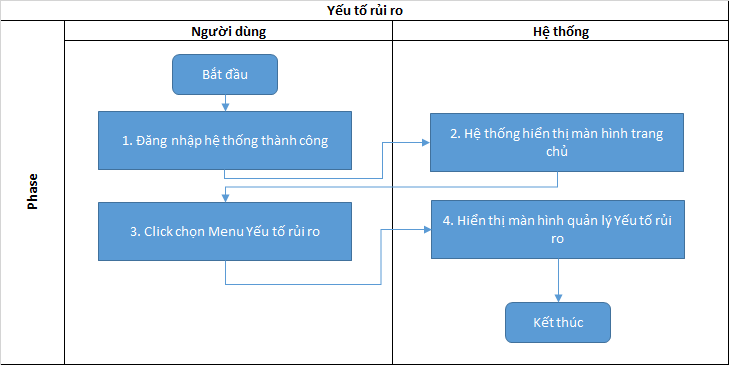 Yếu tố rủi ro
Người dùng
Hệ thống
Phase
Bắt đầu
1. Đăng nhập hệ thống thành công
2. Hệ thống hiển thị màn hình trang
chủ
3. Click chọn Menu Yếu tố rủi ro
4. Hiển thị màn hình quản lý Yếu tố rủi
ro
Kết thúc